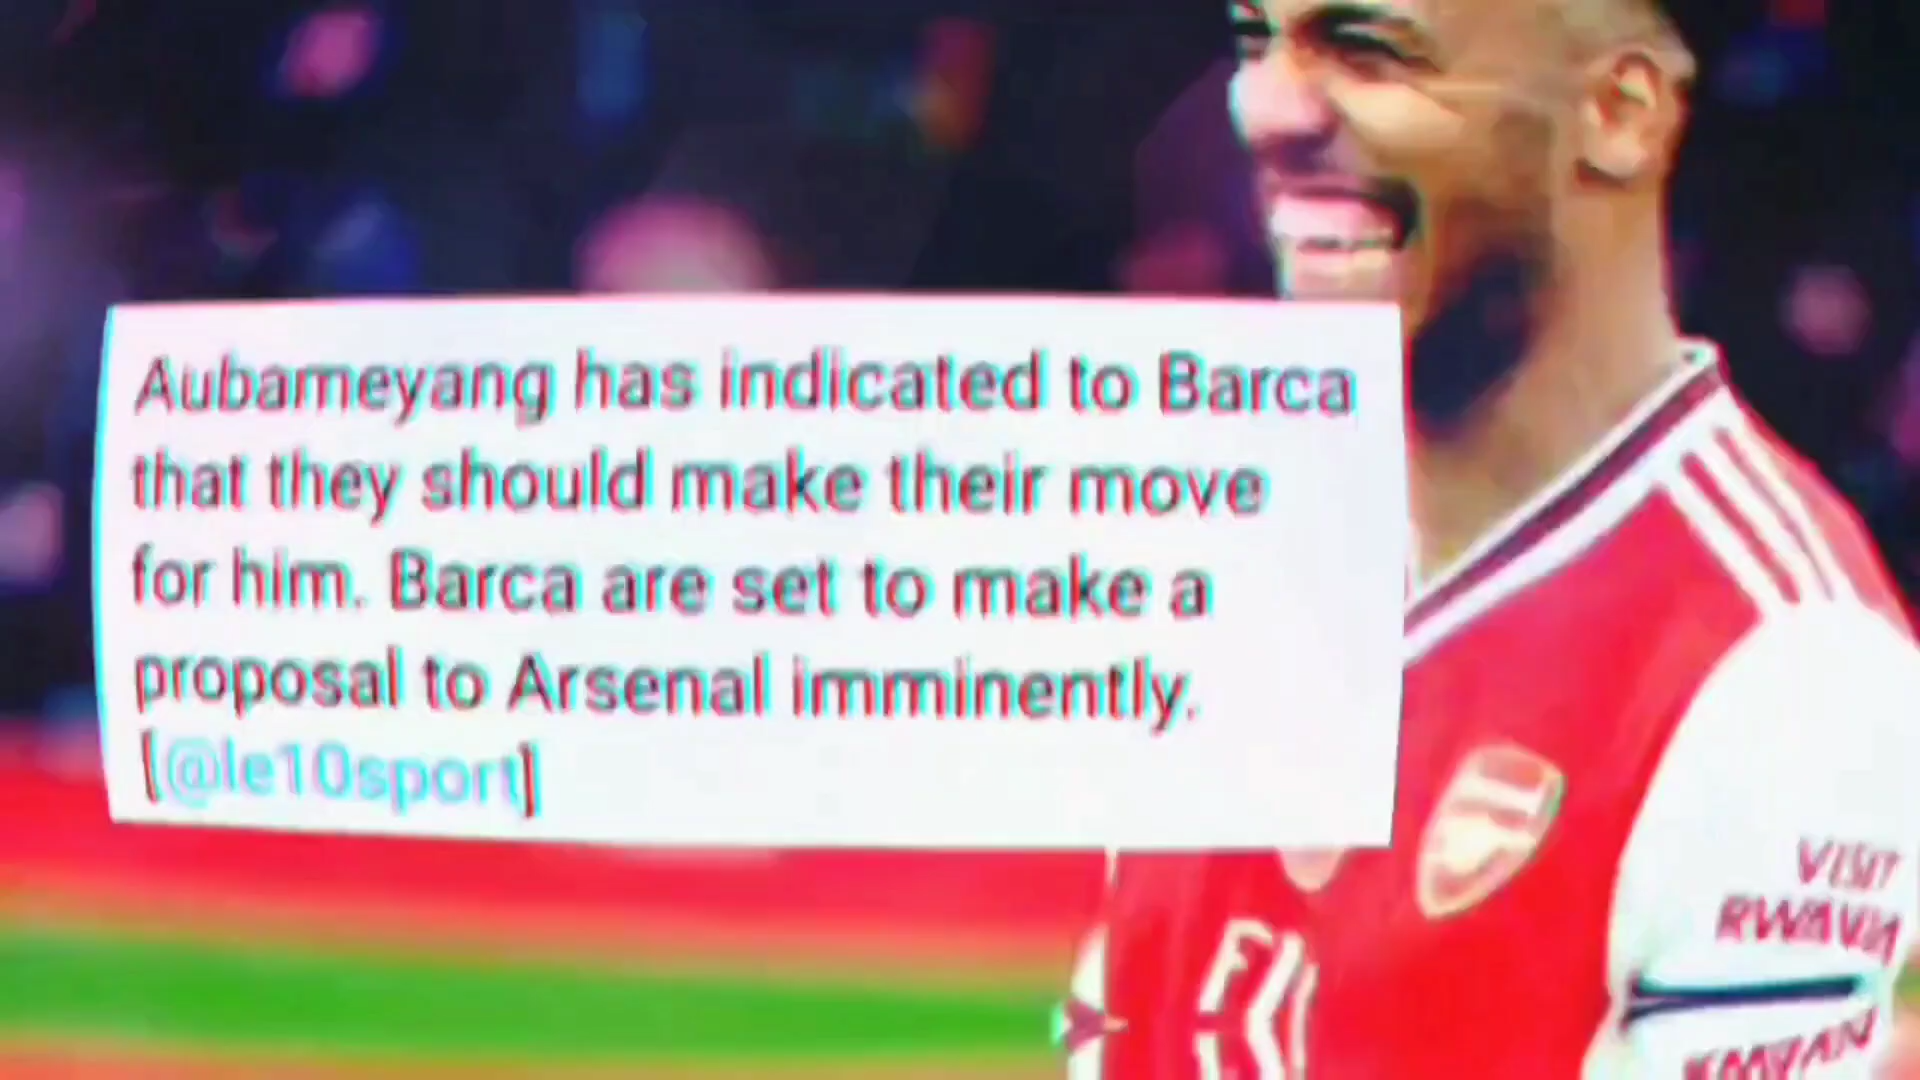 Aubameyang has indicated to Barca
that they should make their move
for him. Barca are set to make a
proposal to Arsenal imminently.
[@le10sport]
VISIT
RWANDA